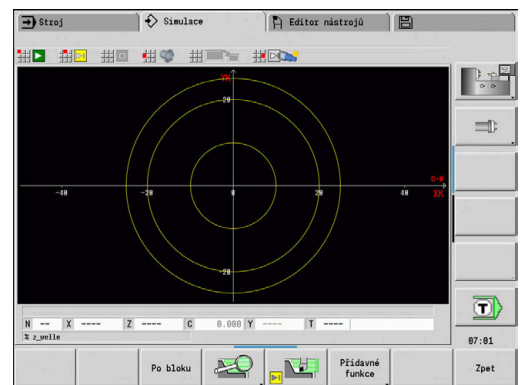 Stroj Simulace Editor nástrojů
YK
20
C=0
-40 -20 0 20 40 XK
-20
N -- X ---- Z ---- C 0.000 Y ---- T ----
% z_welle
T
07:01
Po bloku Přídavné funkce Zpet